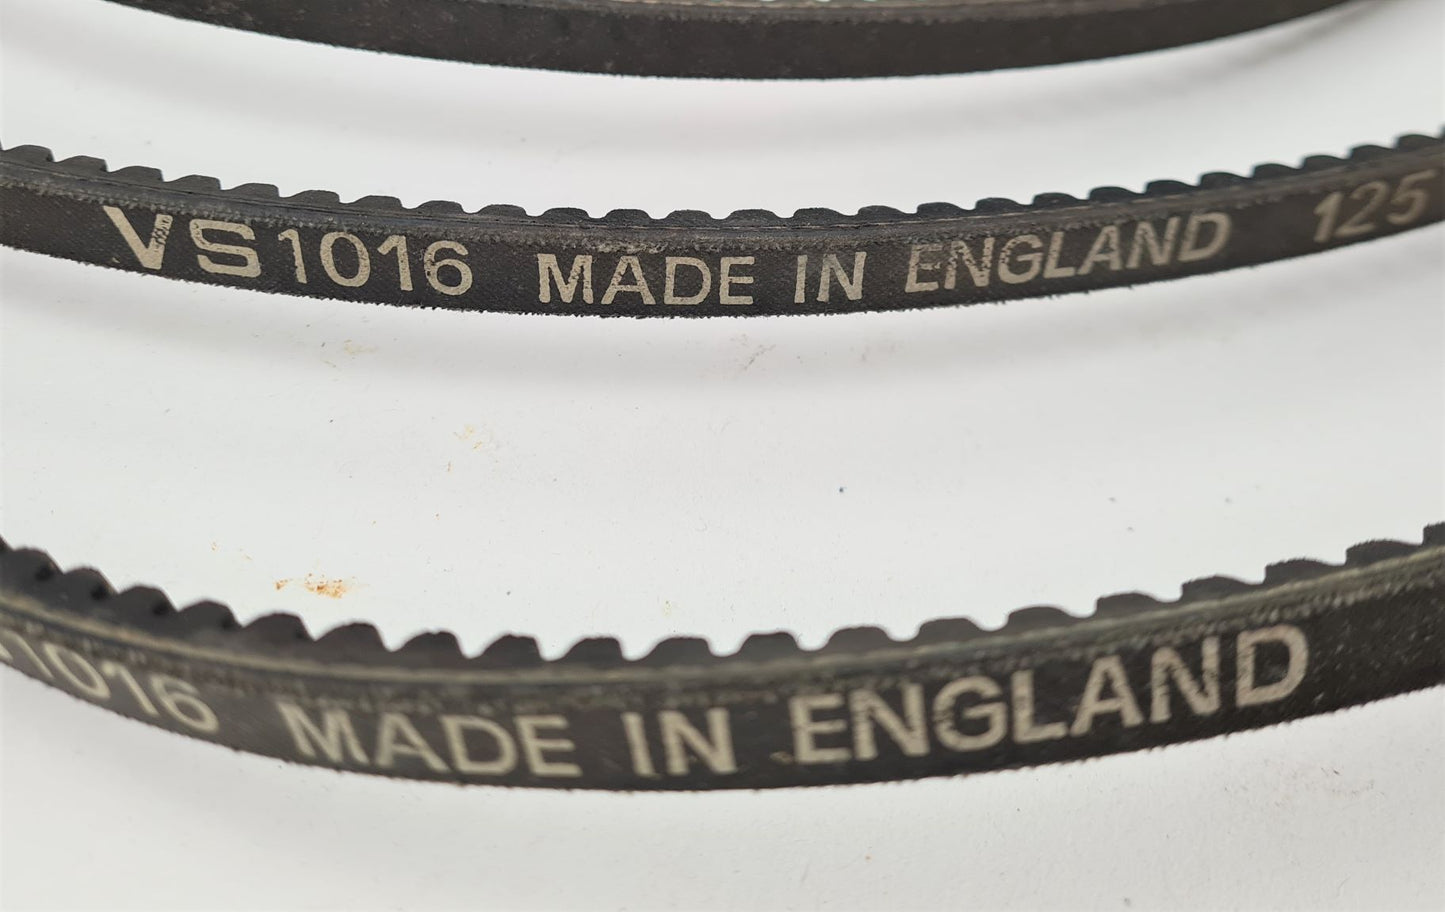 VS1016 MADE IN ENGLAND 125
1016 MADE IN ENGLAND